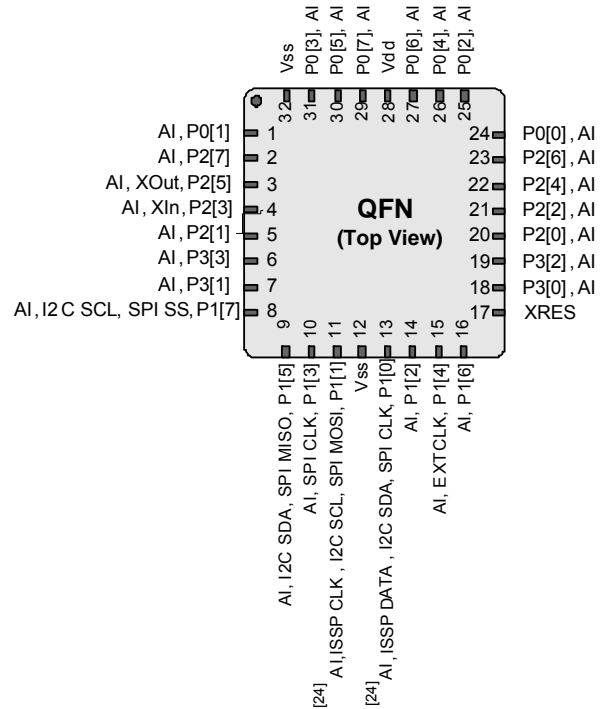 Vss
P0[3], AI
P0[5], AI
P0[7], AI
Vdd
P0[6], AI
P0[4], AI
P0[2], AI
32
31
30
29
28
27
26
25
AI, P0[1] 1
AI, P2[7] 2
AI, XOut, P2[5] 3
AI, XIn, P2[3] 4
AI, P2[1] 5
AI, P3[3] 6
AI, P3[1] 7
AI, I2C SCL, SPI SS, P1[7] 8
QFN
(Top View)
24 P0[0], AI
23 P2[6], AI
22 P2[4], AI
21 P2[2], AI
20 P2[0], AI
19 P3[2], AI
18 P3[0], AI
17 XRES
9
10
11
12
13
14
15
16
AI, I2C SDA, SPI MISO, P1[5]
AI, SPI CLK, P1[3]
[24] AI, ISSP CLK, I2C SCL, SPI MOSI, P1[1]
Vss
[24] AI, ISSP DATA, I2C SDA, SPI CLK, P1[0]
AI, P1[2]
AI, EXTCLK, P1[4]
AI, P1[6]